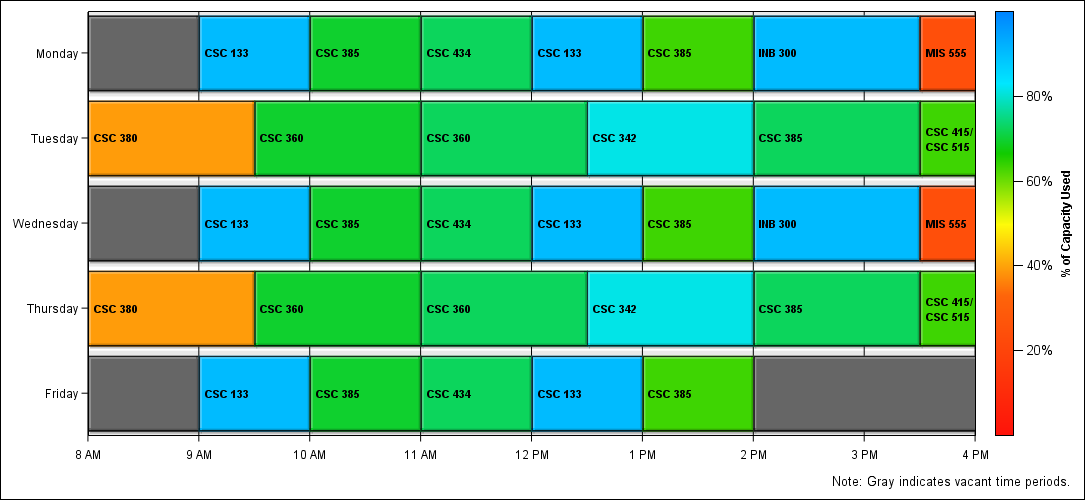 Monday
CSC 133
CSC 385
CSC 434
CSC 133
CSC 385
INB 300
MIS 555
Tuesday
CSC 380
CSC 360
CSC 360
CSC 342
CSC 385
CSC 415/
CSC 515
Wednesday
CSC 133
CSC 385
CSC 434
CSC 133
CSC 385
INB 300
MIS 555
Thursday
CSC 380
CSC 360
CSC 360
CSC 342
CSC 385
CSC 415/
CSC 515
Friday
CSC 133
CSC 385
CSC 434
CSC 133
CSC 385
8 AM
9 AM
10 AM
11 AM
12 PM
1 PM
2 PM
3 PM
4 PM
80%
60%
40%
20%
% of Capacity Used
Note: Gray indicates vacant time periods.